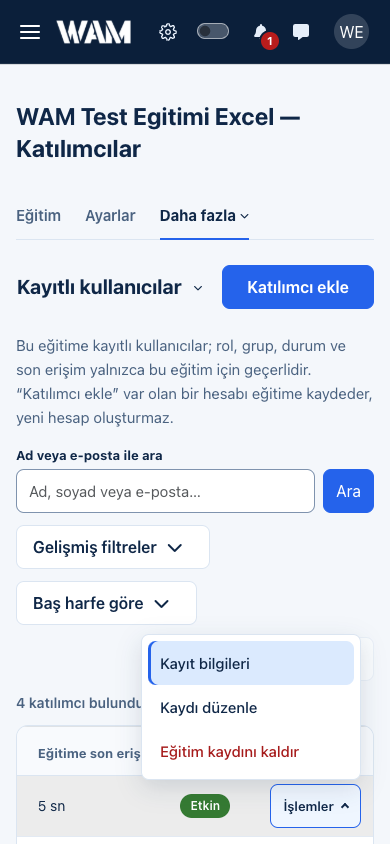 WAM
1
WE
WAM Test Egitimi Excel —
Katılımcılar
Eğitim
Ayarlar
Daha fazla
Kayıtlı kullanıcılar
Katılımcı ekle
Bu eğitime kayıtlı kullanıcılar; rol, grup, durum ve
son erişim yalnızca bu eğitim için geçerlidir.
“Katılımcı ekle” var olan bir hesabı eğitime kaydeder,
yeni hesap oluşturmaz.
Ad veya e-posta ile ara
Ad, soyad veya e-posta...
Ara
Gelişmiş filtreler
Baş harfe göre
Kayıt bilgileri
Kaydı düzenle
Eğitim kaydını kaldır
4 katılımcı bulundu
Eğitime son eriş
5 sn
Etkin
İşlemler